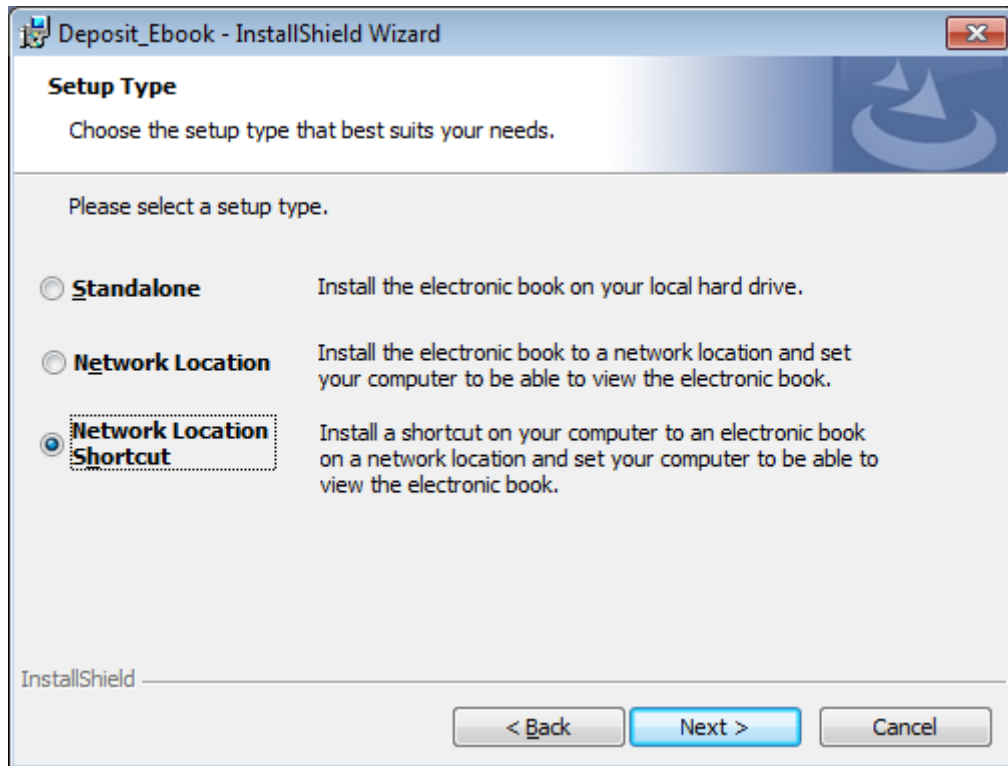 Deposit_Ebook - InstallShield Wizard
Setup Type
Choose the setup type that best suits your needs.
Please select a setup type.
Standalone
Install the electronic book on your local hard drive.
Network Location
Install the electronic book to a network location and set
your computer to be able to view the electronic book.
Network Location
Shortcut
Install a shortcut on your computer to an electronic book
on a network location and set your computer to be able to
view the electronic book.
InstallShield
< Back
Next >
Cancel